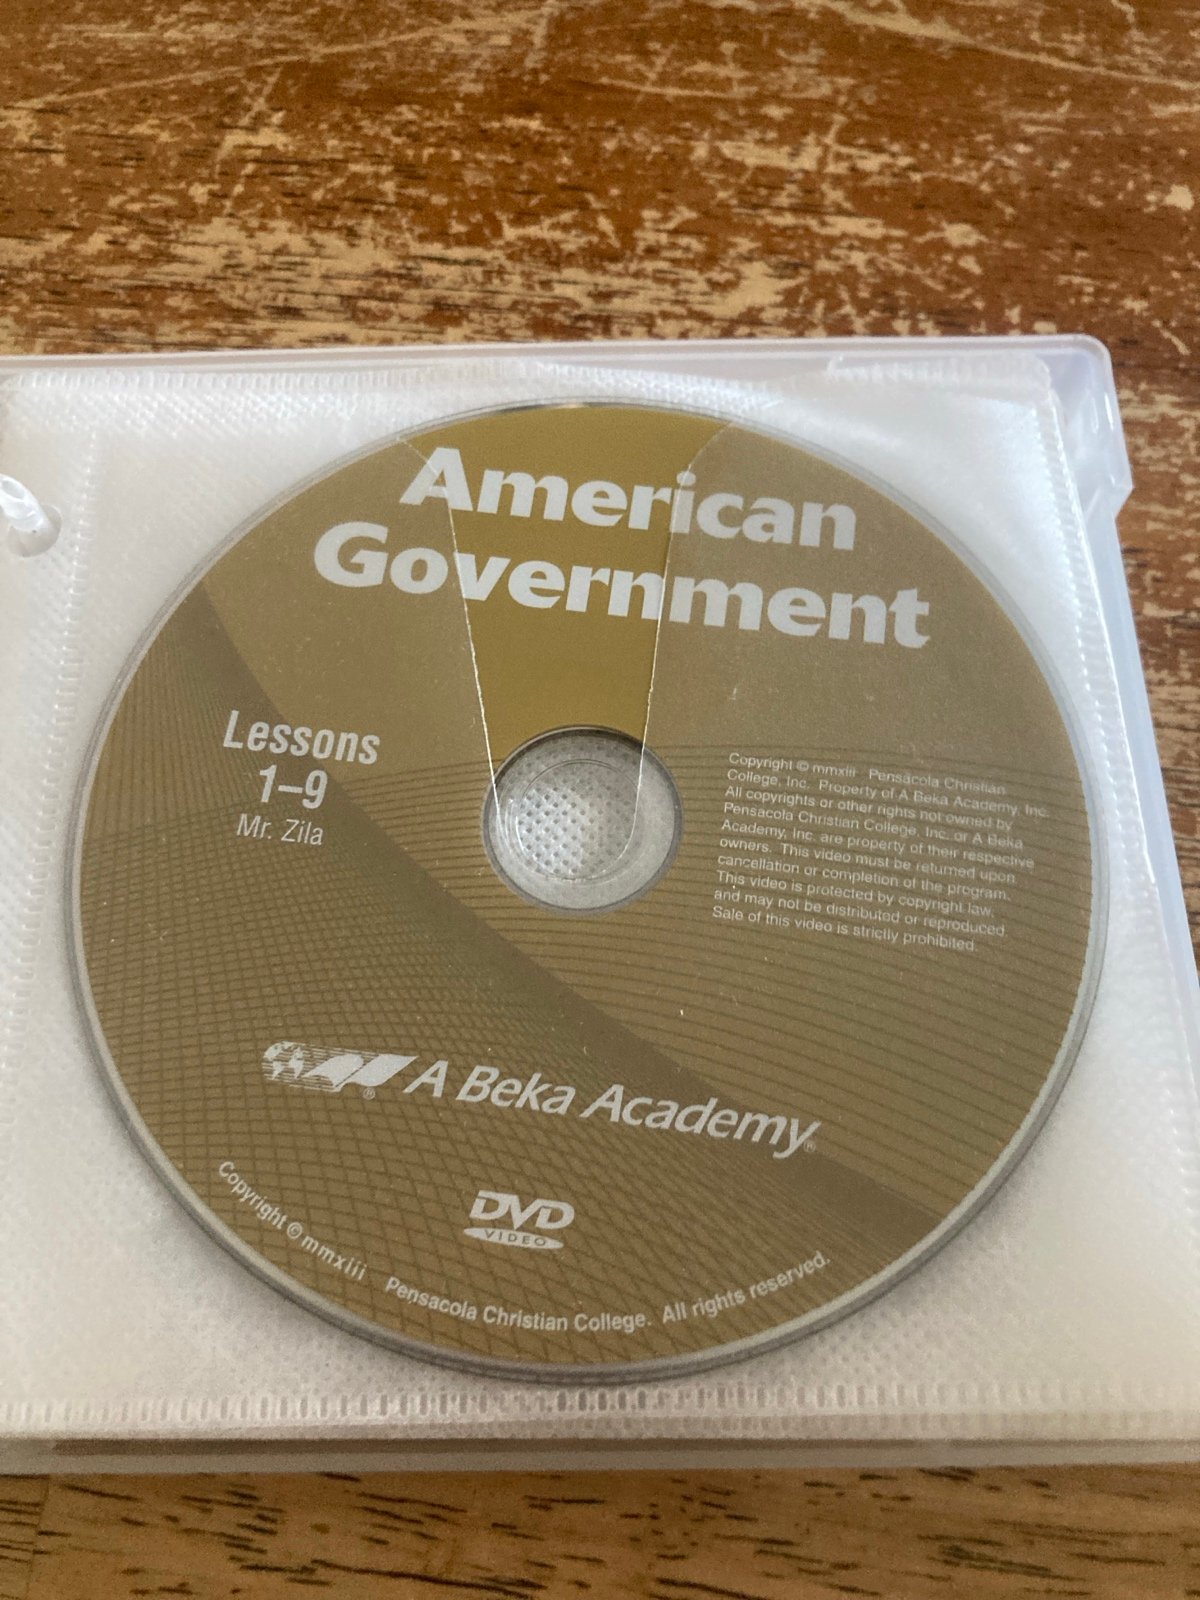 American
Government
Lessons
1–9
Mr. Zila
Copyright © mmxiii Pensacola Christian
College, Inc. Property of A Beka Academy, Inc.
All copyrights or other rights not owned by
Pensacola Christian College, Inc. or A Beka
Academy, Inc. are property of their respective
owners. This video must be returned upon
cancellation or completion of the program.
This video is protected by copyright law,
and may not be distributed or reproduced.
Sale of this video is strictly prohibited.
® A Beka Academy®
DVD
VIDEO
Copyright © mmxiii Pensacola Christian College. All rights reserved.